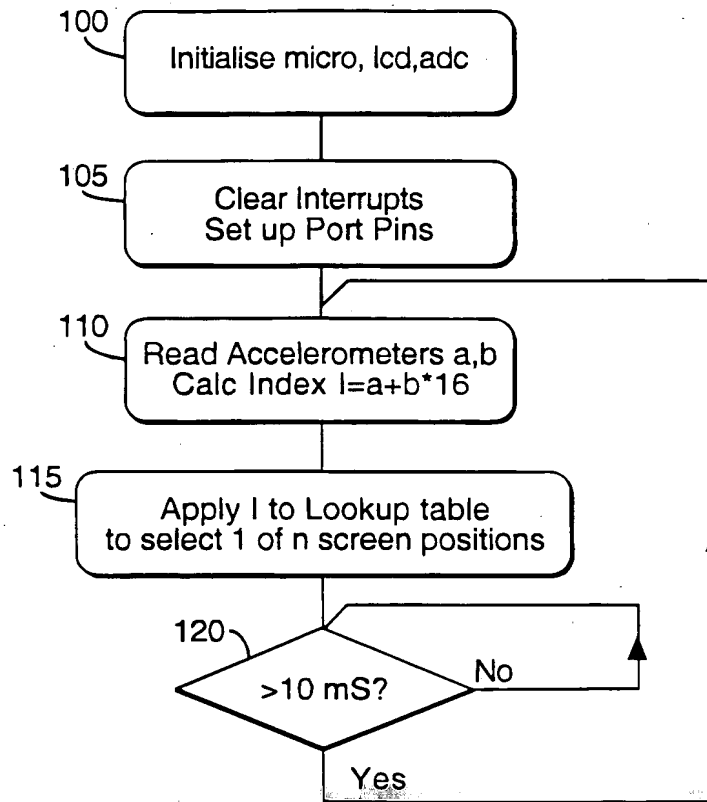 100
Initialise micro, lcd,adc
105
Clear Interrupts
Set up Port Pins
110
Read Accelerometers a,b
Calc Index I=a+b*16
115
Apply I to Lookup table
to select 1 of n screen positions
120
>10 mS?
No
Yes